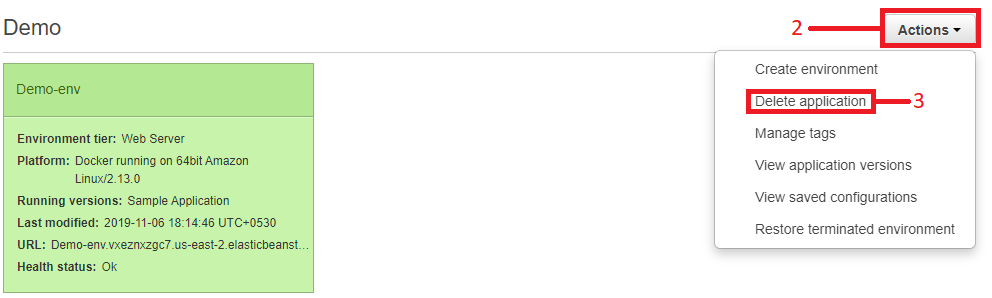 Demo
2
Actions
Create environment
Delete application
3
Manage tags
View application versions
View saved configurations
Restore terminated environment
Demo-env
Environment tier: Web Server
Platform: Docker running on 64bit Amazon
Linux/2.13.0
Running versions: Sample Application
Last modified: 2019-11-06 18:14:46 UTC+0530
URL: Demo-env.vxeznxzgc7.us-east-2.elasticbeanst...
Health status: Ok